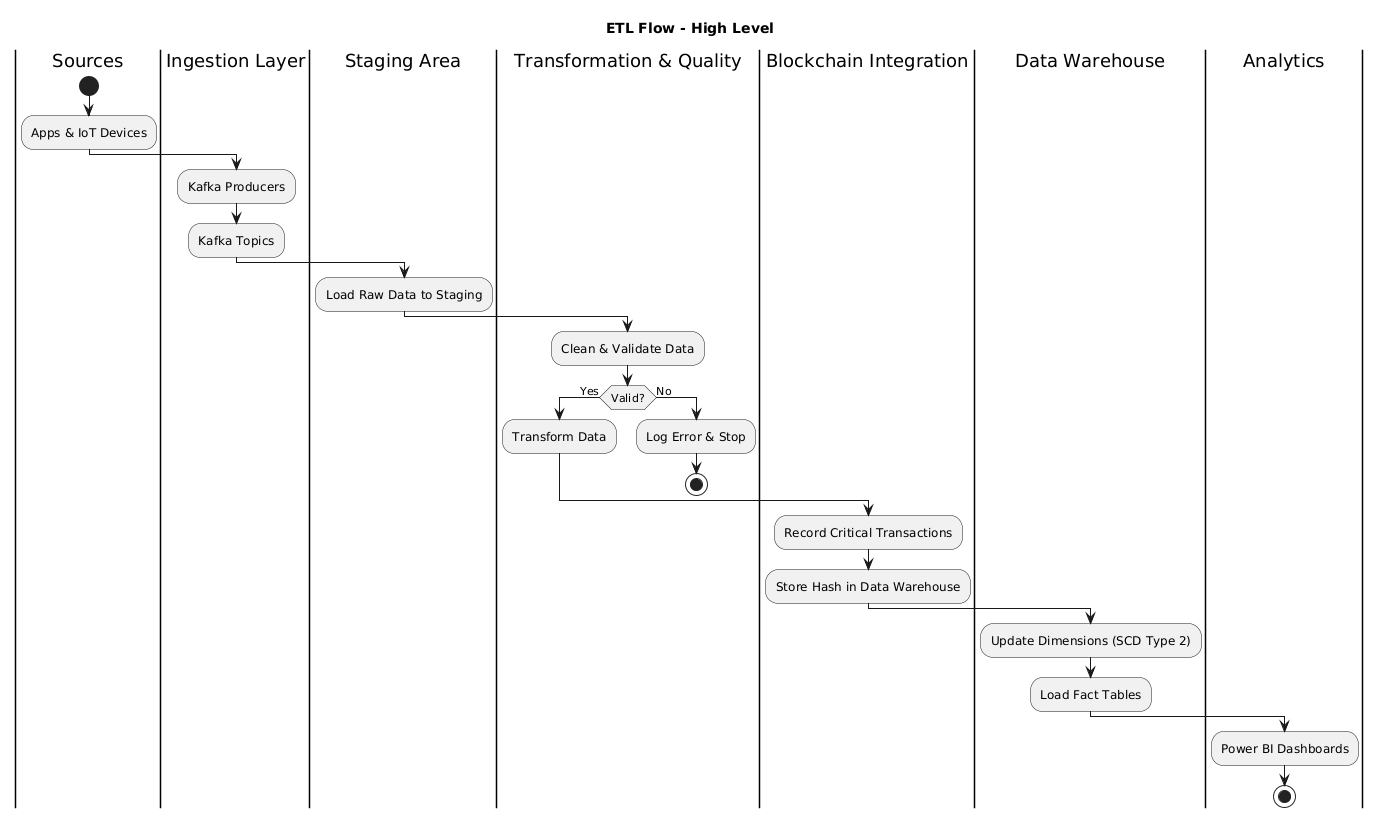 ETL Flow - High Level
Sources
Ingestion Layer
Staging Area
Transformation & Quality
Blockchain Integration
Data Warehouse
Analytics
Apps & IoT Devices
Kafka Producers
Kafka Topics
Load Raw Data to Staging
Clean & Validate Data
Yes
Valid?
No
Transform Data
Log Error & Stop
Record Critical Transactions
Store Hash in Data Warehouse
Update Dimensions (SCD Type 2)
Load Fact Tables
Power BI Dashboards